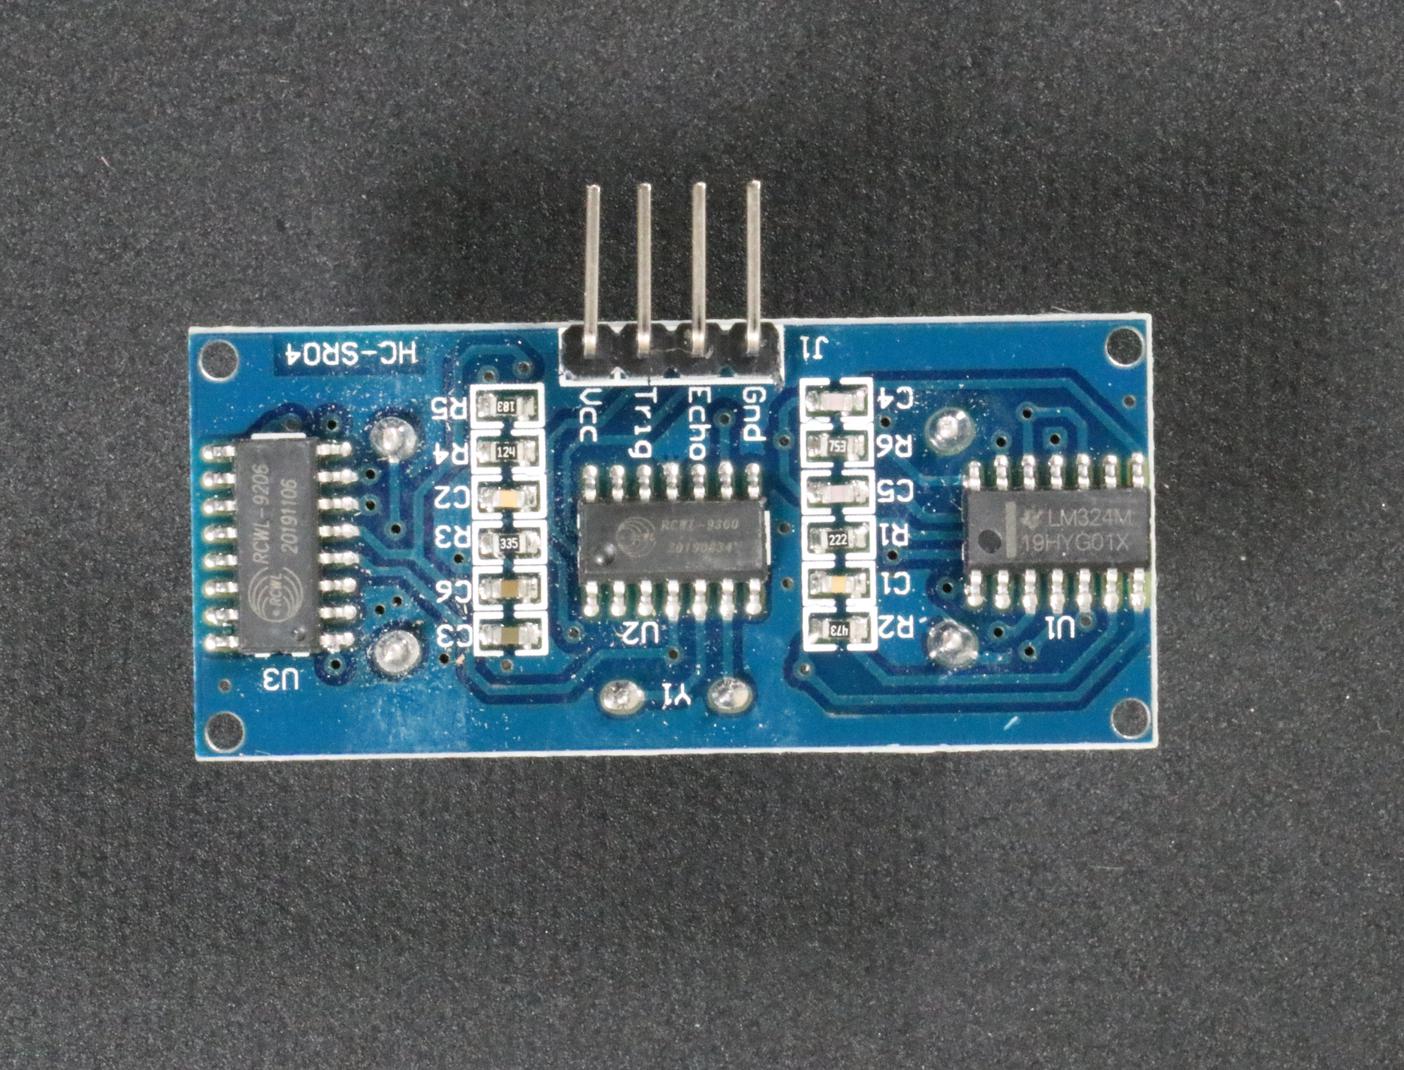 HC-SR04
J1
Vcc
Trig
Echo
Gnd
R5
183
R4
124
C2
R3
335
C6
C3
C4
R6
753
C5
R1
222
C1
R2
473
RCWL-9206
20191106
RCWL
U3
RCWL-9300
U2
LM324M
19HYG01X
U1
Y1